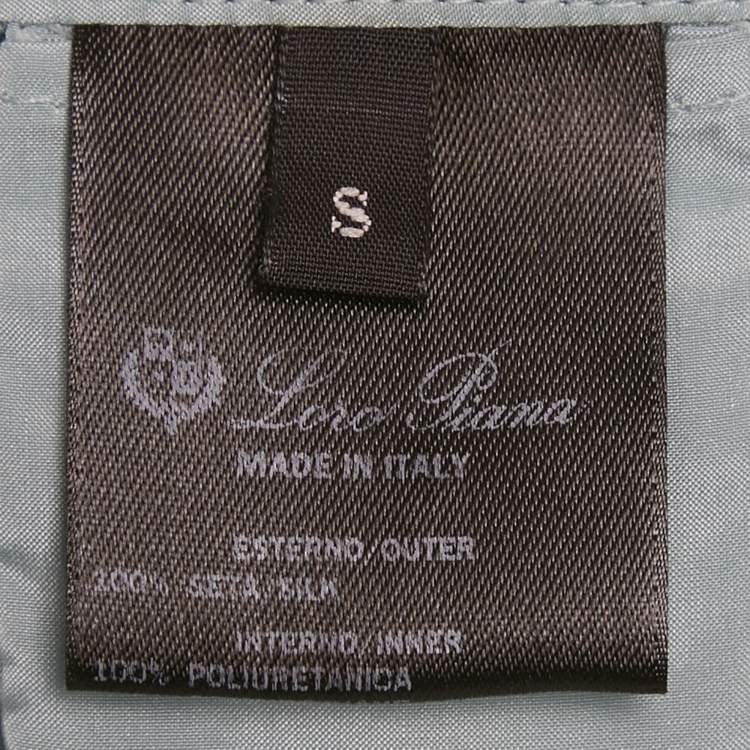 S
Loro Piana
MADE IN ITALY
ESTERNO/OUTER
100% SETA/SILK
INTERNO/INNER
100% POLIURETANICA